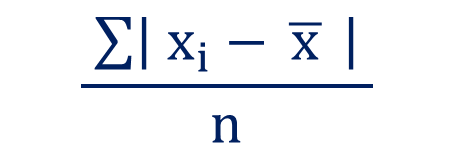 ∑| xᵢ − x̅ |
n